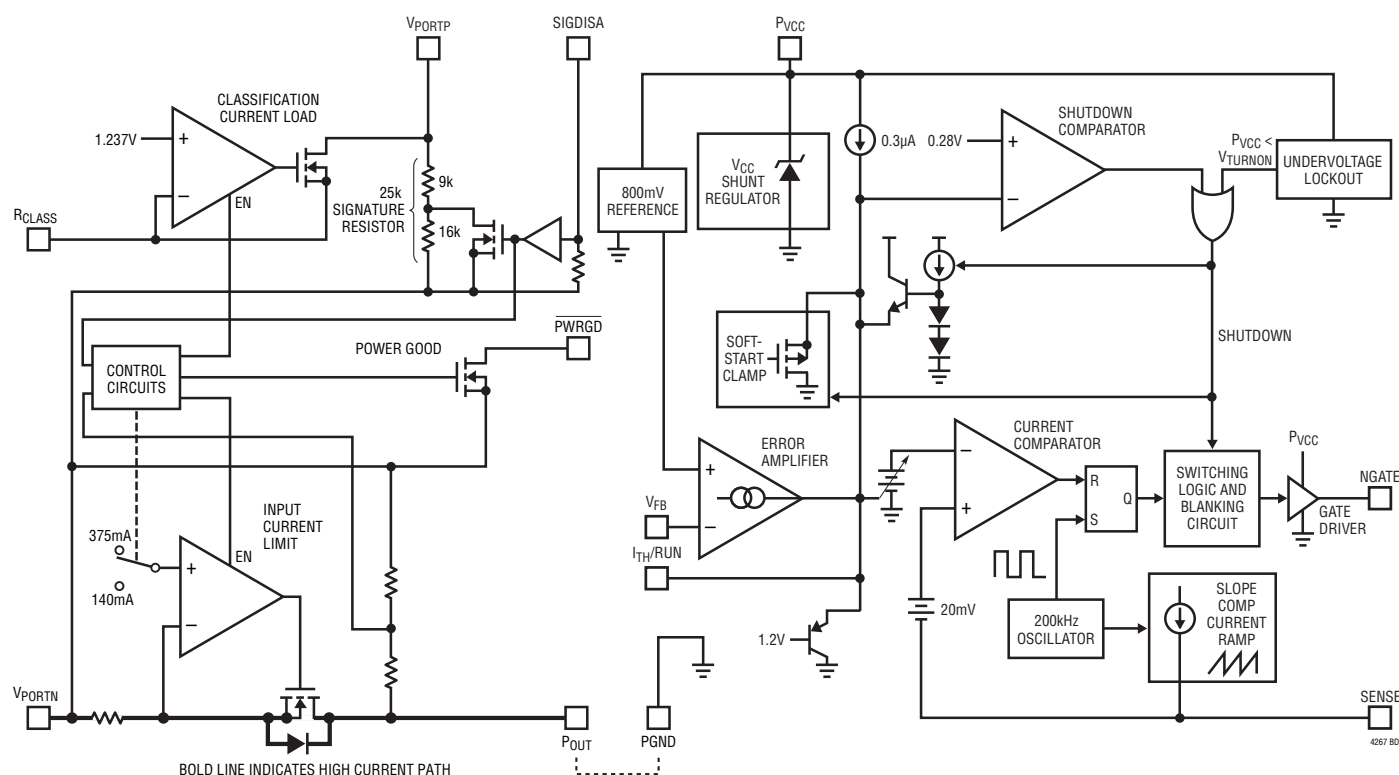 VPORTP
SIGDISA
PVCC
CLASSIFICATION
CURRENT LOAD
1.237V
+
−
EN
RCLASS
25k
SIGNATURE
RESISTOR
9k
16k
CONTROL
CIRCUITS
POWER GOOD
PWRGD
375mA
140mA
INPUT
CURRENT
LIMIT
EN
+
−
VPORTN
POUT
BOLD LINE INDICATES HIGH CURRENT PATH
800mV
REFERENCE
VCC
SHUNT
REGULATOR
0.3µA
0.28V
+
−
SHUTDOWN
COMPARATOR
PVCC <
VTURNON
UNDERVOLTAGE
LOCKOUT
SOFT-
START
CLAMP
SHUTDOWN
ERROR
AMPLIFIER
+
−
VFB
ITH/RUN
1.2V
PGND
CURRENT
COMPARATOR
−
+
R
S
Q
SWITCHING
LOGIC AND
BLANKING
CIRCUIT
PVCC
GATE
DRIVER
NGATE
20mV
200kHz
OSCILLATOR
SLOPE
COMP
CURRENT
RAMP
SENSE
4267 BD